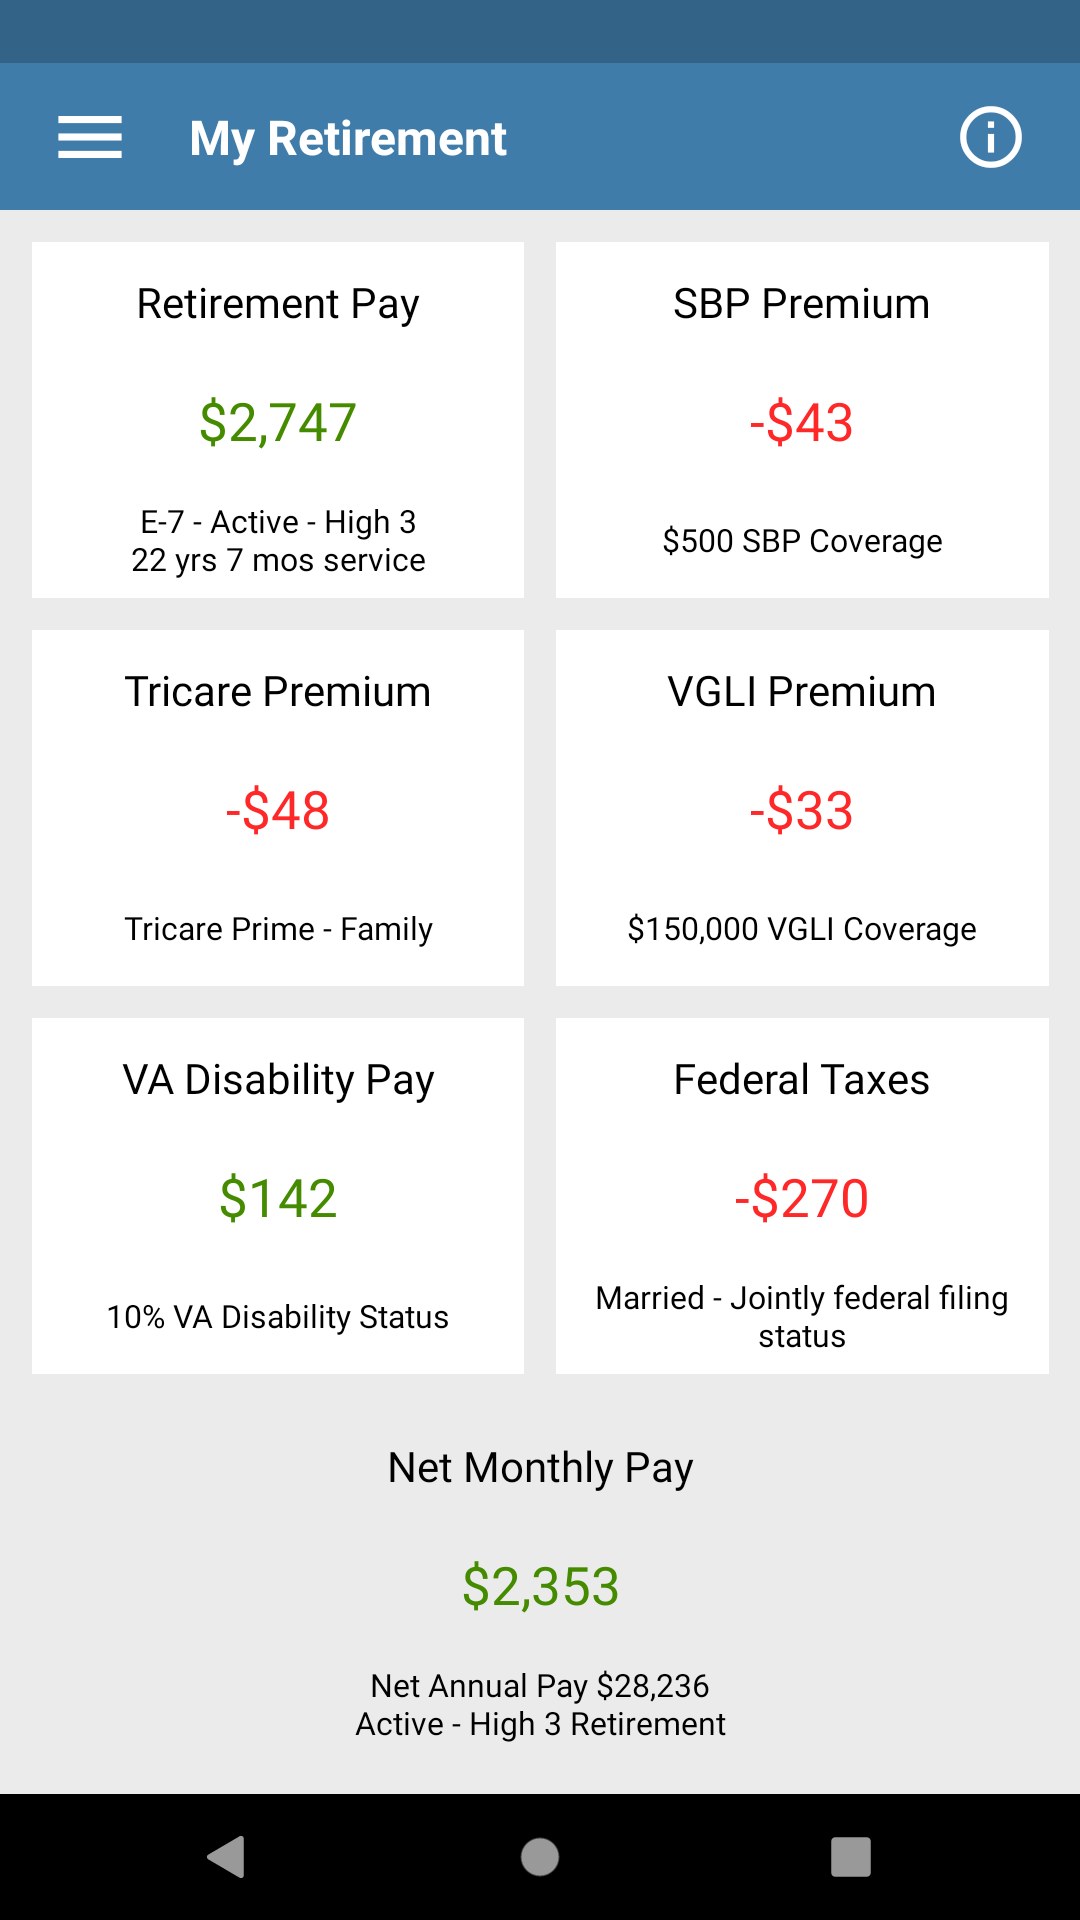 My Retirement
Retirement Pay
$2,747
E-7 - Active - High 3
22 yrs 7 mos service
SBP Premium
-$43
$500 SBP Coverage
Tricare Premium
-$48
Tricare Prime - Family
VGLI Premium
-$33
$150,000 VGLI Coverage
VA Disability Pay
$142
10% VA Disability Status
Federal Taxes
-$270
Married - Jointly federal filing
status
Net Monthly Pay
$2,353
Net Annual Pay $28,236
Active - High 3 Retirement